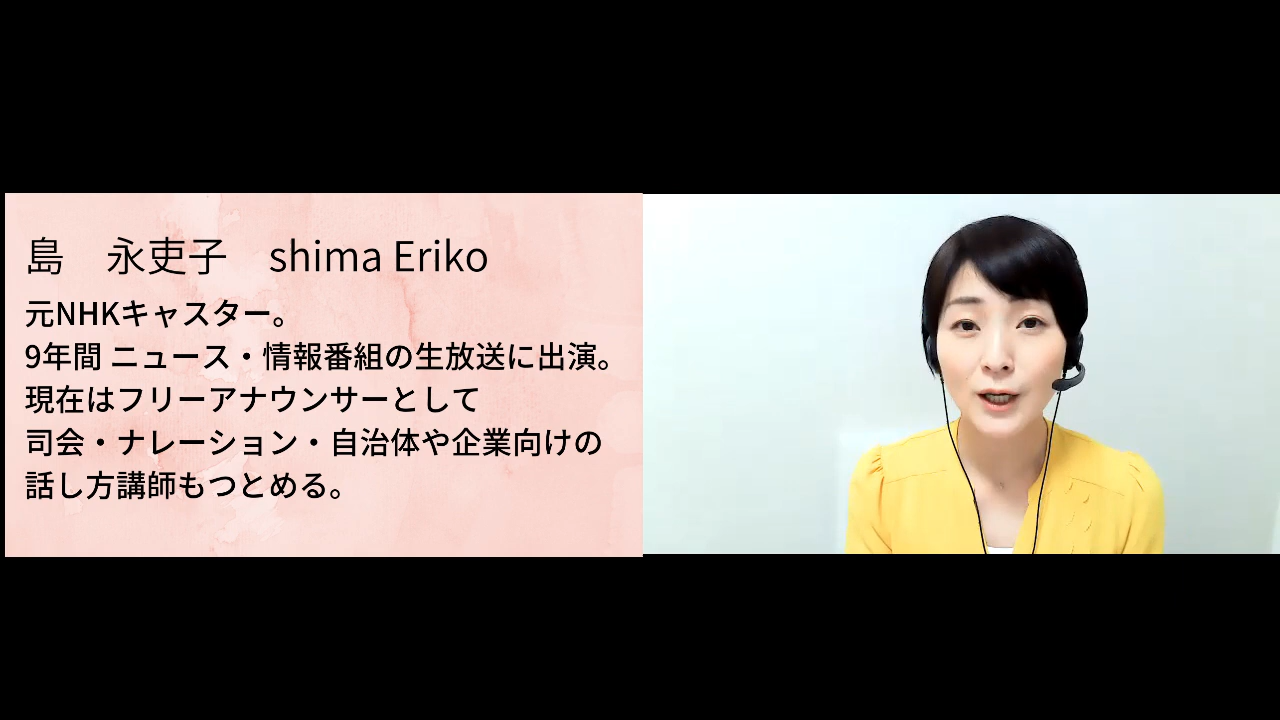 島　永吏子　shima Eriko
元NHKキャスター。
9年間 ニュース・情報番組の生放送に出演。
現在はフリーアナウンサーとして
司会・ナレーション・自治体や企業向けの
話し方講師もつとめる。